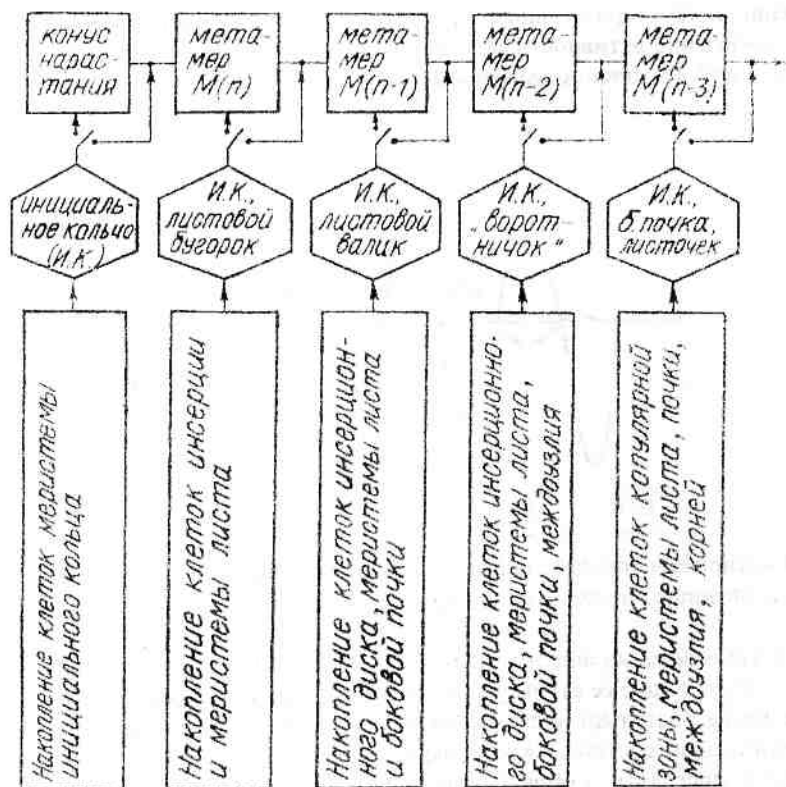 конус
нарас-
тания
мета-
мер
М(n)
мета-
мер
М(n-1)
мета-
мер
М(n-2)
мета-
мер
М(n-3)
инициаль-
ное кольцо
(И.К.)
И.К.,
листовой
бугорок
И.К.,
листовой
валик
И.К.,
„ворот-
ничок“
И.К.,
б.почка,
листочек
Накопление клеток меристемы
инициального кольца
Накопление клеток инсерции
и меристемы листа
Накопление клеток инсерцион-
ного диска, меристемы листа
и боковой почки
Накопление клеток инсерционно-
го диска, меристемы листа,
боковой почки междоузлия
Накопление клеток копулярной
зоны, меристемы листа, почки,
междоузлия, корней